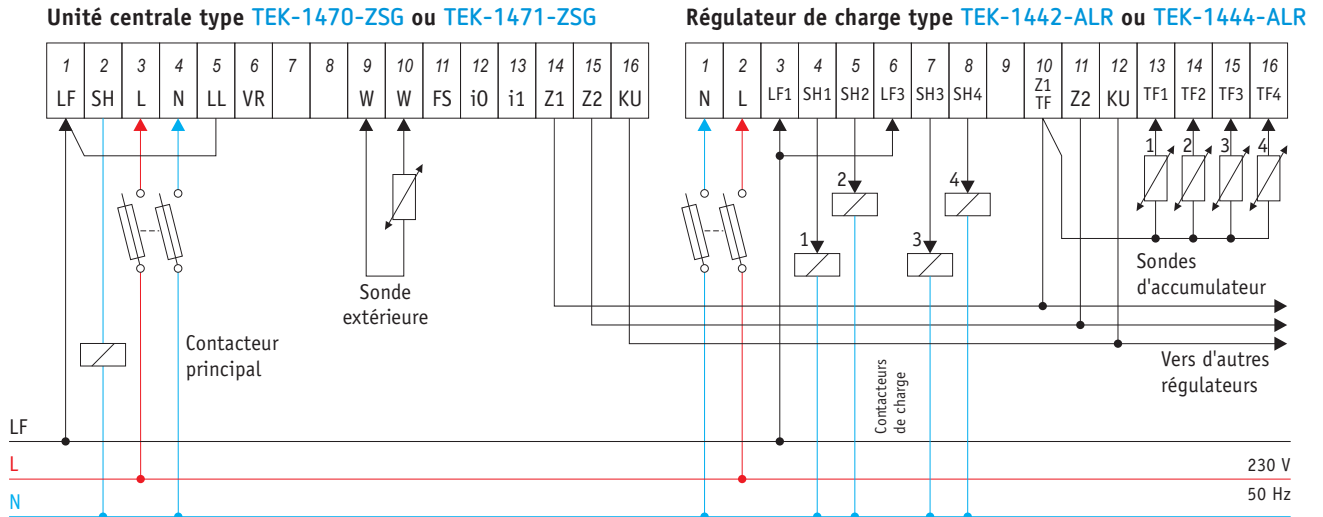 Unité centrale type TEK-1470-ZSG ou TEK-1471-ZSG
Régulateur de charge type TEK-1442-ALR ou TEK-1444-ALR
1 2 3 4 5 6 7 8 9 10 11 12 13 14 15 16
LF SH L N LL VR W W FS i0 i1 Z1 Z2 KU
1 2 3 4 5 6 7 8 9 10 11 12 13 14 15 16
N L LF1 SH1 SH2 LF3 SH3 SH4 Z1 TF Z2 KU TF1 TF2 TF3 TF4
1 2 3 4
2 4
1 3
Sondes
d'accumulateur
Sonde
extérieure
Contacteur
principal
Contacteurs
de charge
Vers d'autres
régulateurs
LF
L
230 V
N
50 Hz